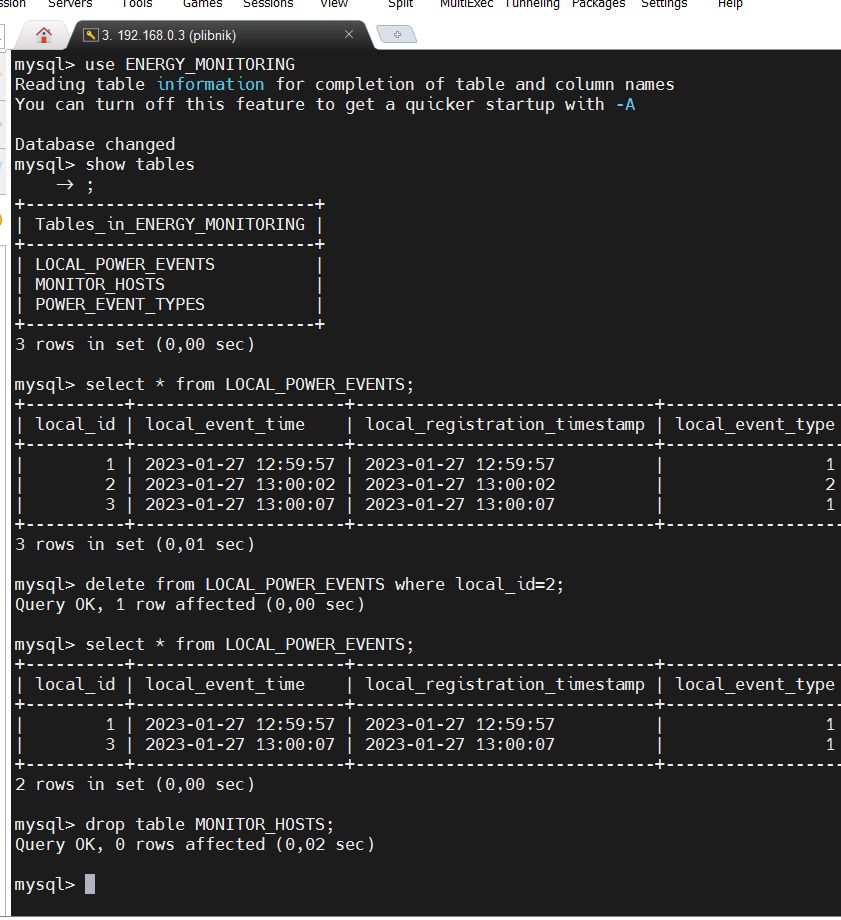 ssion Servers Tools Games Sessions View Split MultiExec Tunneling Packages Settings Help
3. 192.168.0.3 (plibnik)
mysql> use ENERGY_MONITORING
Reading table information for completion of table and column names
You can turn off this feature to get a quicker startup with -A
Database changed
mysql> show tables
    -> ;
+-----------------------------+
| Tables_in_ENERGY_MONITORING |
+-----------------------------+
| LOCAL_POWER_EVENTS          |
| MONITOR_HOSTS               |
| POWER_EVENT_TYPES           |
+-----------------------------+
3 rows in set (0,00 sec)
mysql> select * from LOCAL_POWER_EVENTS;
+----------+---------------------+------------------------------+------------------
| local_id | local_event_time    | local_registration_timestamp | local_event_type
+----------+---------------------+------------------------------+------------------
|        1 | 2023-01-27 12:59:57 | 2023-01-27 12:59:57          |                1
|        2 | 2023-01-27 13:00:02 | 2023-01-27 13:00:02          |                2
|        3 | 2023-01-27 13:00:07 | 2023-01-27 13:00:07          |                1
+----------+---------------------+------------------------------+------------------
3 rows in set (0,01 sec)
mysql> delete from LOCAL_POWER_EVENTS where local_id=2;
Query OK, 1 row affected (0,00 sec)
mysql> select * from LOCAL_POWER_EVENTS;
+----------+---------------------+------------------------------+------------------
| local_id | local_event_time    | local_registration_timestamp | local_event_type
+----------+---------------------+------------------------------+------------------
|        1 | 2023-01-27 12:59:57 | 2023-01-27 12:59:57          |                1
|        3 | 2023-01-27 13:00:07 | 2023-01-27 13:00:07          |                1
+----------+---------------------+------------------------------+------------------
2 rows in set (0,00 sec)
mysql> drop table MONITOR_HOSTS;
Query OK, 0 rows affected (0,02 sec)
mysql>